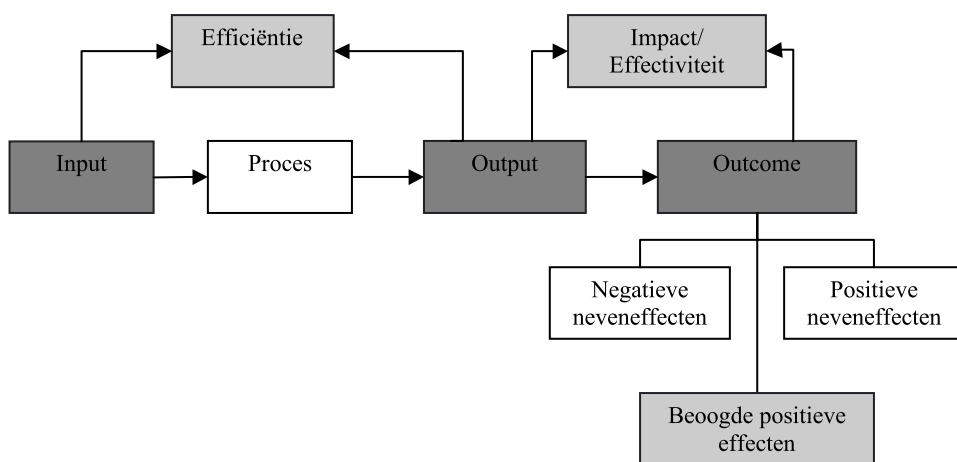 Efficiëntie
Impact/
Effectiviteit
Input
Proces
Output
Outcome
Negatieve
neveneffecten
Positieve
neveneffecten
Beoogde positieve
effecten